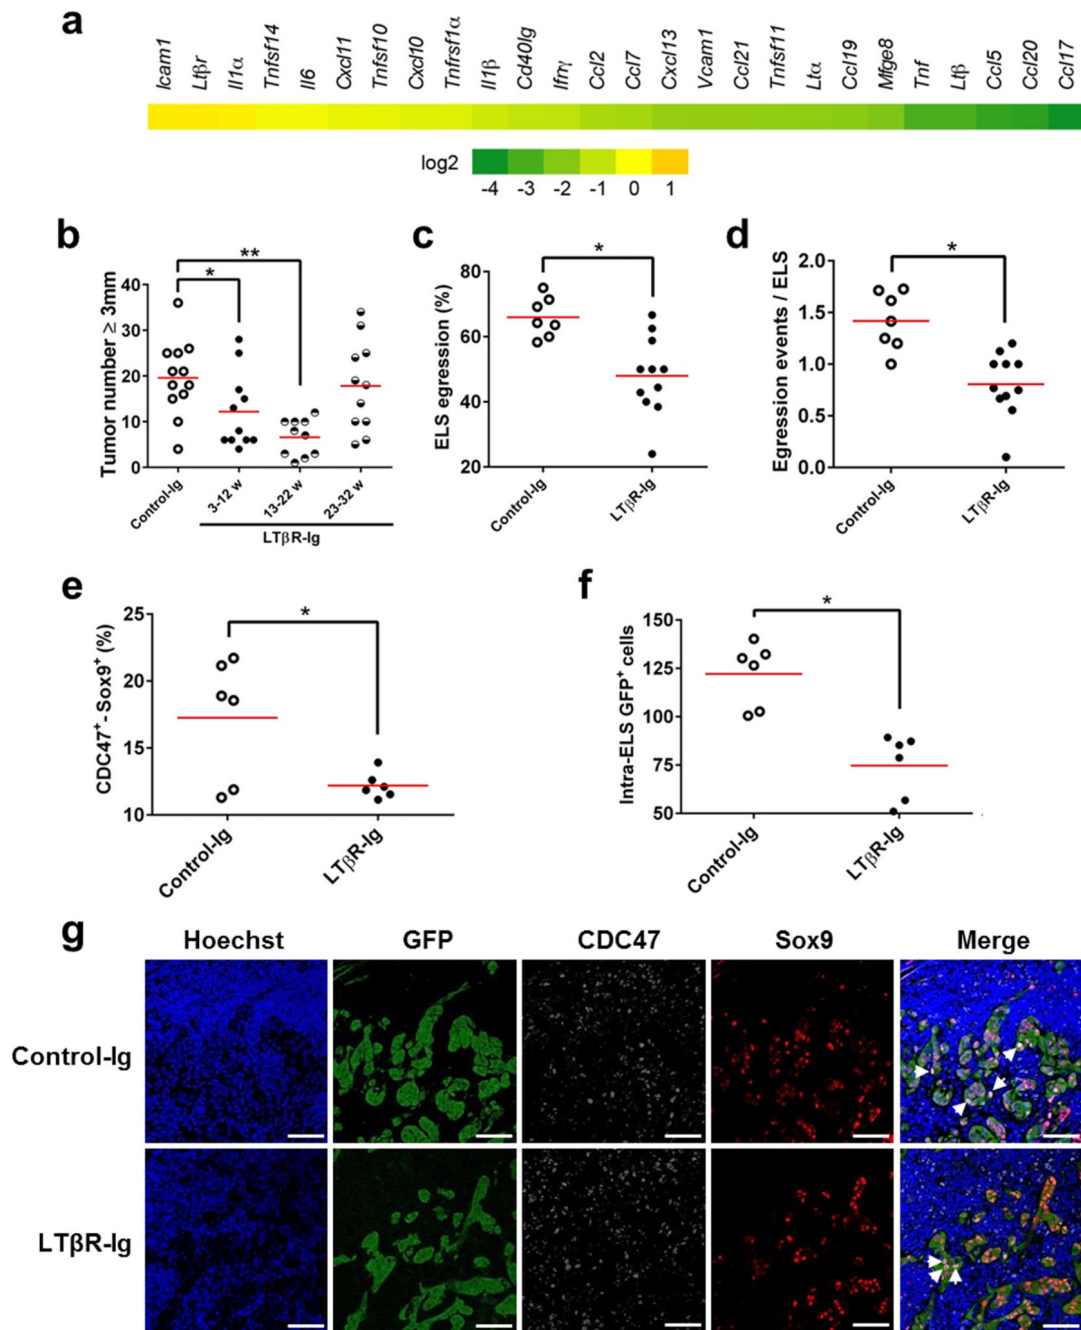 a
Icam1 Ltβr Il1α Tnfsf14 Il6 Cxcl11 Tnfsf10 Cxcl10 Tnfrsf1α Il1β Cd40lg Ifnγ Ccl2 Ccl7 Cxcl13 Vcam1 Ccl21 Tnfsf11 Ltα Ccl19 Mfge8 Tnf Ltβ Ccl5 Ccl20 Ccl17
log2
-4 -3 -2 -1 0 1
b
Tumor number ≥ 3mm
40
30
20
10
0
*
**
Control-Ig
3-12 w
13-22 w
23-32 w
LTβR-Ig
c
ELS egression (%)
80
60
40
20
*
Control-Ig
LTβR-Ig
d
Egression events / ELS
2.0
1.5
1.0
0.5
0.0
*
Control-Ig
LTβR-Ig
e
CDC47⁺- Sox9⁺ (%)
25
20
15
10
*
Control-Ig
LTβR-Ig
f
Intra-ELS GFP⁺ cells
150
125
100
75
50
*
Control-Ig
LTβR-Ig
g
Hoechst GFP CDC47 Sox9 Merge
Control-Ig
LTβR-Ig